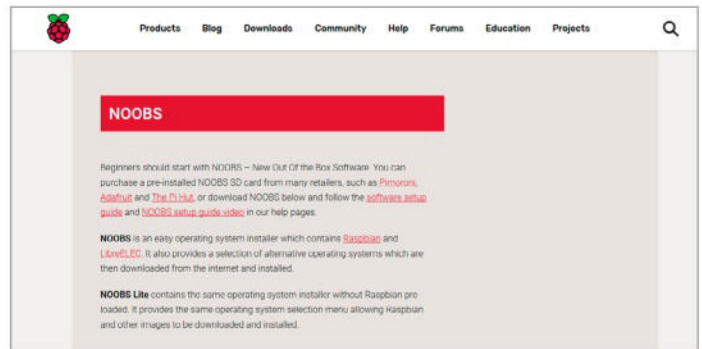 Products Blog Downloads Community Help Forums Education Projects
NOOBS
Beginners should start with NOOBS – New Out Of the Box Software. You can
purchase a pre-installed NOOBS SD card from many retailers, such as Pimoroni,
Adafruit and The Pi Hut, or download NOOBS below and follow the software setup
guide and NOOBS setup guide video in our help pages.
NOOBS is an easy operating system installer which contains Raspbian and
LibreELEC. It also provides a selection of alternative operating systems which are
then downloaded from the internet and installed.
NOOBS Lite contains the same operating system installer without Raspbian pre
loaded. It provides the same operating system selection menu allowing Raspbian
and other images to be downloaded and installed.